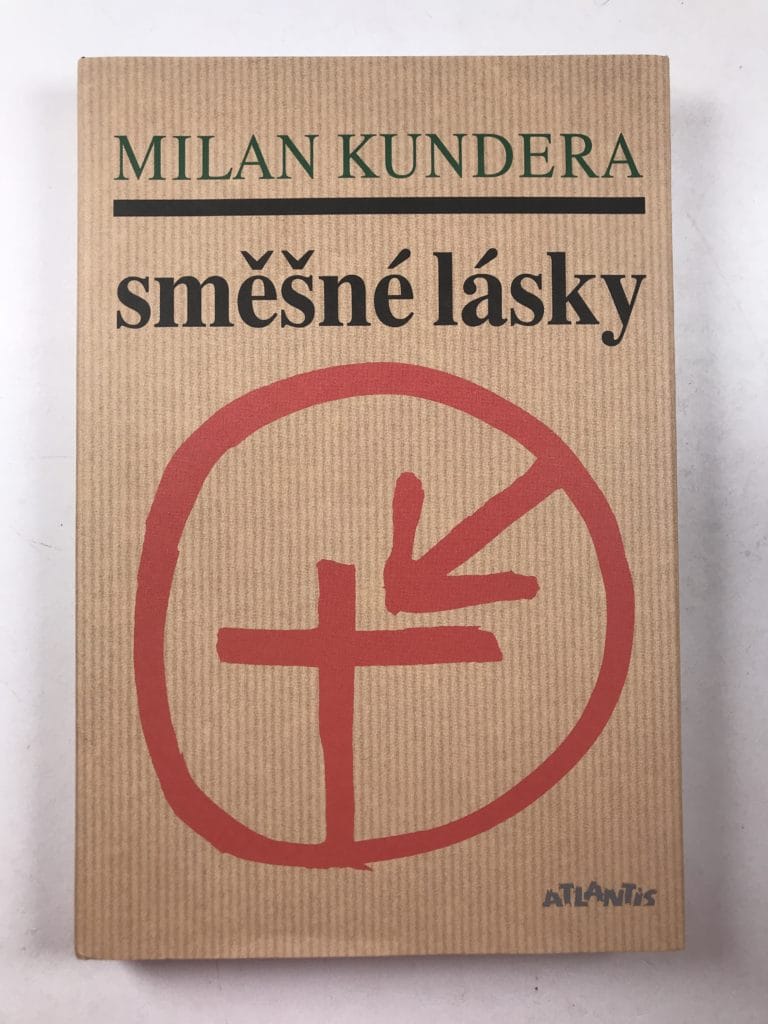 MILAN KUNDERA
směšné lásky
ATLANTIS